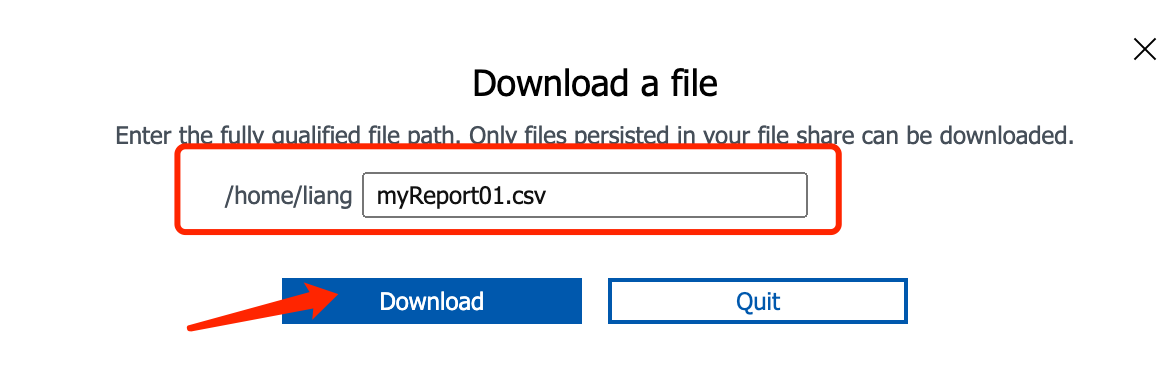 Download a file
Enter the fully qualified file path. Only files persisted in your file share can be downloaded.
/home/liang myReport01.csv
Download Quit